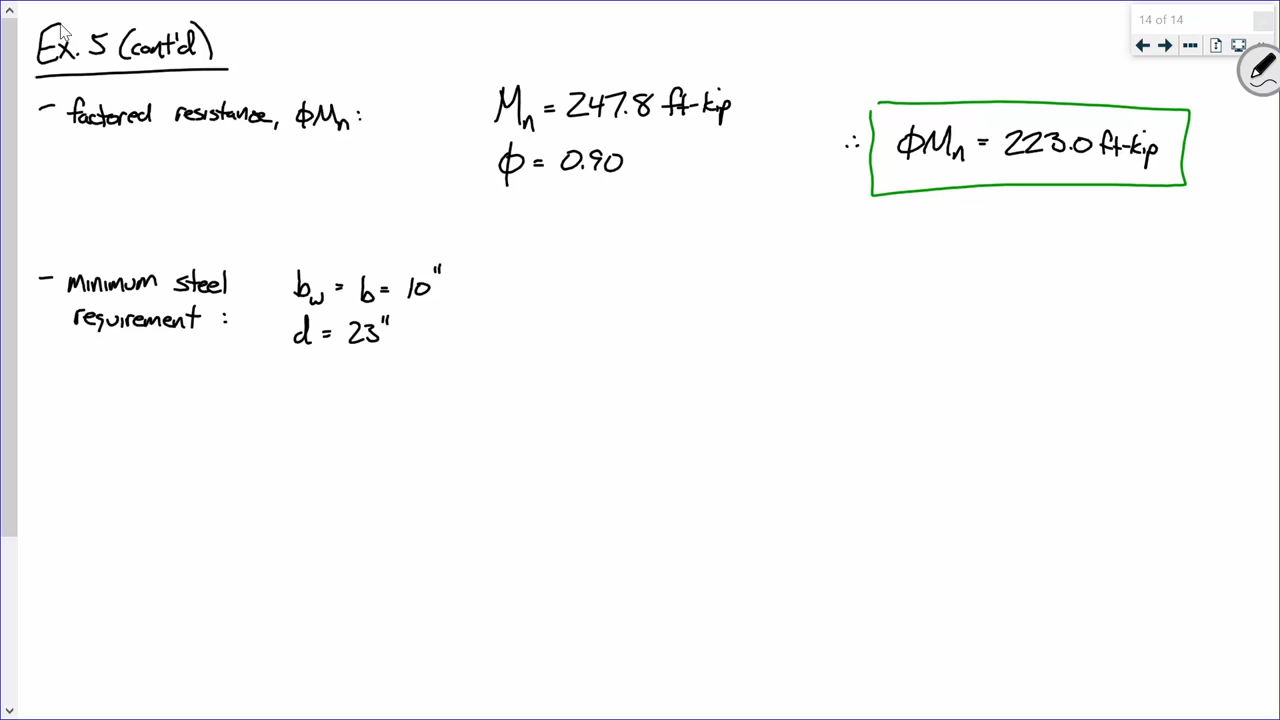 14 of 14
Ex. 5 (cont'd)
- factored resistance, ϕMn :
Mn = 247.8 ft-kip
ϕ = 0.90
∴ ϕMn = 223.0 ft-kip
- minimum steel
requirement :
bw = b = 10"
d = 23"